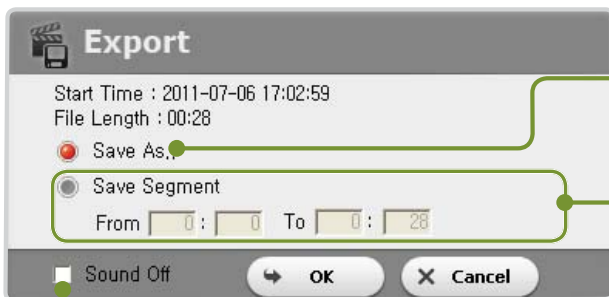 Export
Start Time : 2011-07-06 17:02:59
File Length : 00:28
Save As..
Save Segment
From 0 : 0 To 0 : 28
Sound Off OK Cancel